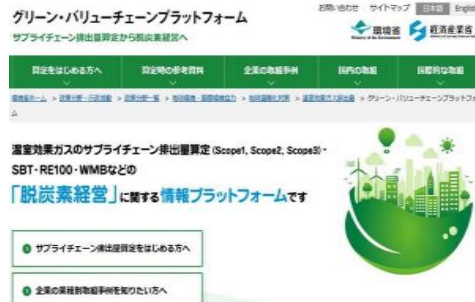 グリーン・バリューチェーンプラットフォーム
サプライチェーン排出量算定から脱炭素経営へ
お問い合わせ サイトマップ 日本語 English
環境省 経済産業省
算定をはじめる方へ 算定時の参考資料 企業の取組事例 国内の取組 国際的な取組
温室効果ガスのサプライチェーン排出量算定 (Scope1, Scope2, Scope3)・
SBT・RE100・WMBなどの
「脱炭素経営」に関する情報プラットフォームです
サプライチェーン排出量算定をはじめる方へ
企業の業種別取組事例を知りたい方へ